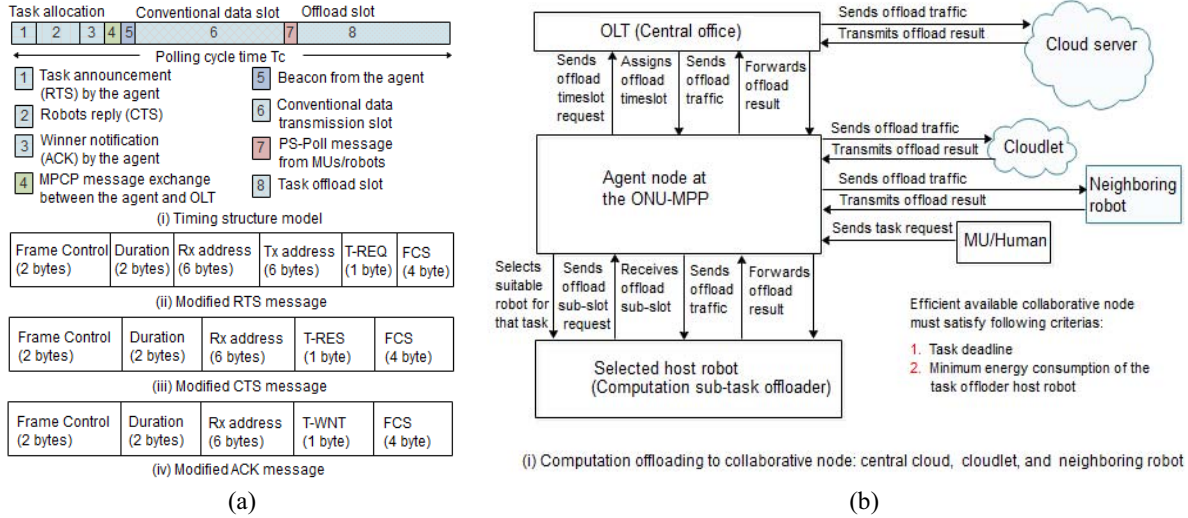 Task allocation
Conventional data slot
Offload slot
1 2 3 4 5 6 7 8
Polling cycle time Tc
1 Task announcement
(RTS) by the agent
2 Robots reply (CTS)
3 Winner notification
(ACK) by the agent
4 MPCP message exchange
between the agent and OLT
5 Beacon from the agent
6 Conventional data
transmission slot
7 PS-Poll message
from MUs/robots
8 Task offload slot
(i) Timing structure model
Frame Control
(2 bytes)
Duration
(2 bytes)
Rx address
(6 bytes)
Tx address
(6 bytes)
T-REQ
(1 byte)
FCS
(4 byte)
(ii) Modified RTS message
Frame Control
(2 bytes)
Duration
(2 bytes)
Rx address
(6 bytes)
T-RES
(1 byte)
FCS
(4 byte)
(iii) Modified CTS message
Frame Control
(2 bytes)
Duration
(2 bytes)
Rx address
(6 bytes)
T-WNT
(1 byte)
FCS
(4 byte)
(iv) Modified ACK message
(a)
OLT (Central office)
Sends offload traffic
Transmits offload result
Cloud server
Sends
offload
timeslot
request
Assigns
offload
timeslot
Sends
offload
traffic
Forwards
offload
result
Agent node at
the ONU-MPP
Sends offload traffic
Transmits offload result
Cloudlet
Sends offload traffic
Transmits offload result
Neighboring
robot
Sends task request
MU/Human
Selects
suitable
robot for
that task
Sends
offload
sub-slot
request
Receives
offload
sub-slot
Sends
offload
traffic
Forwards
offload
result
Selected host robot
(Computation sub-task offloader)
Efficient available collaborative node
must satisfy following criterias:
1. Task deadline
2. Minimum energy consumption of the
task offloder host robot
(i) Computation offloading to collaborative node: central cloud, cloudlet, and neighboring robot
(b)